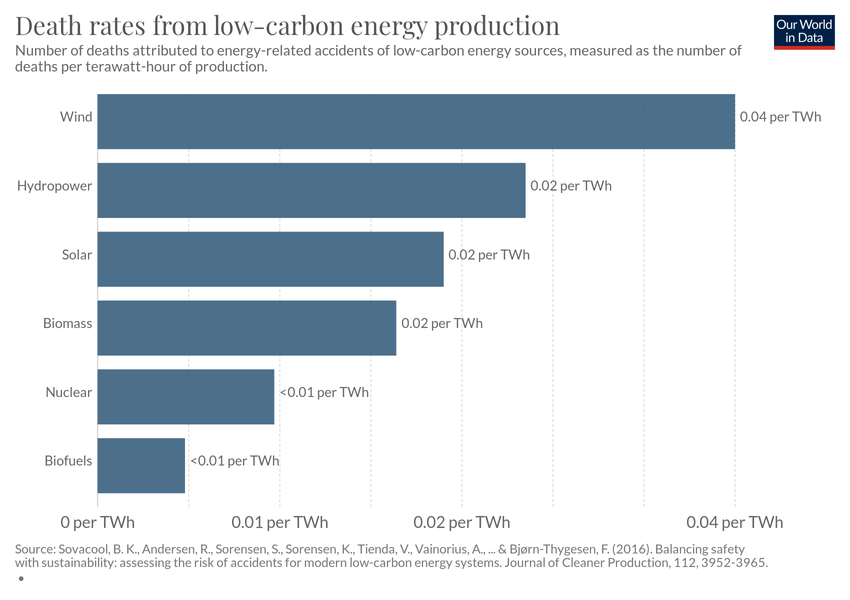 Death rates from low-carbon energy production
Our World
in Data
Number of deaths attributed to energy-related accidents of low-carbon energy sources, measured as the number of
deaths per terawatt-hour of production.
Wind
0.04 per TWh
Hydropower
0.02 per TWh
Solar
0.02 per TWh
Biomass
0.02 per TWh
Nuclear
<0.01 per TWh
Biofuels
<0.01 per TWh
0 per TWh
0.01 per TWh
0.02 per TWh
0.04 per TWh
Source: Sovacool, B. K., Andersen, R., Sorensen, S., Sorensen, K., Tienda, V., Vainorius, A., ... & Bjørn-Thygesen, F. (2016). Balancing safety
with sustainability: assessing the risk of accidents for modern low-carbon energy systems. Journal of Cleaner Production, 112, 3952-3965.
•